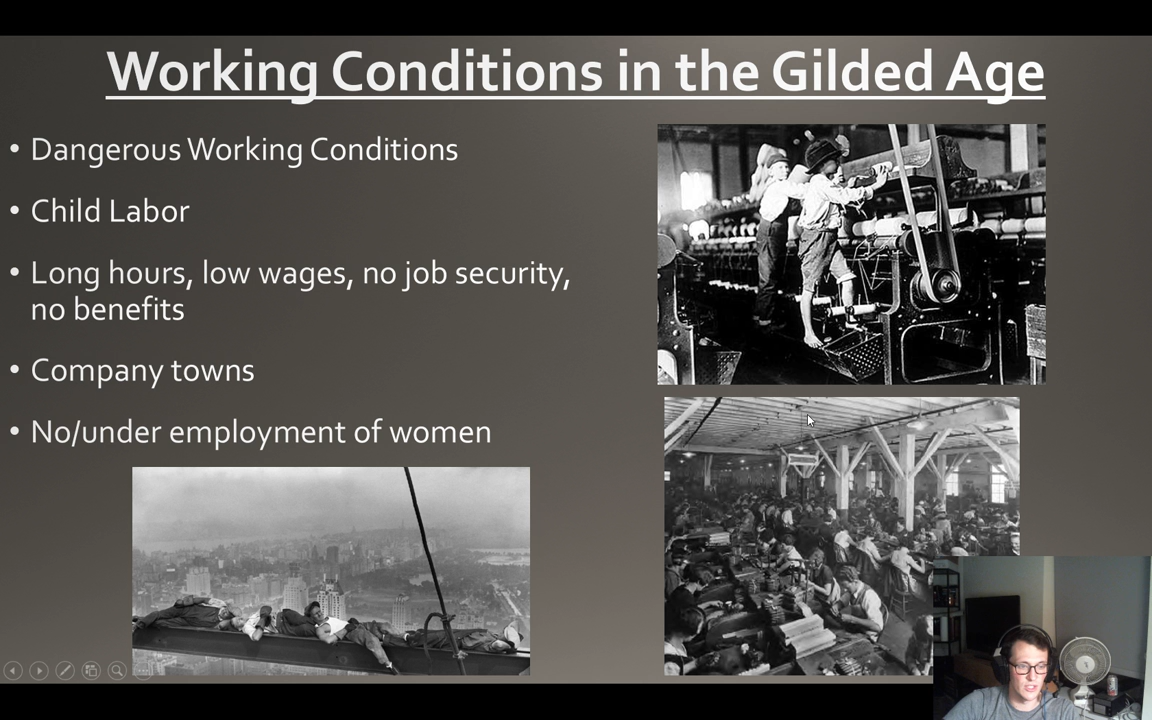 Working Conditions in the Gilded Age
• Dangerous Working Conditions
• Child Labor
• Long hours, low wages, no job security,
no benefits
• Company towns
• No/under employment of women